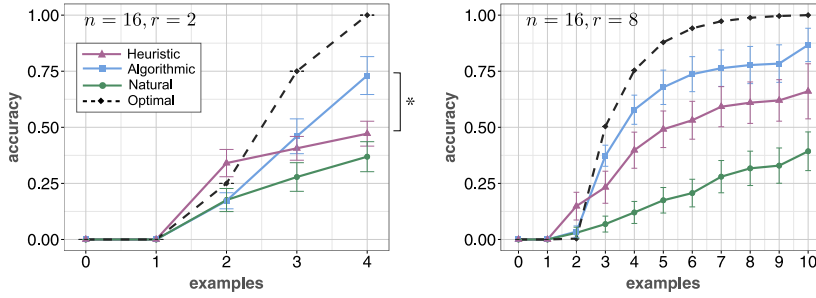 n = 16, r = 2
accuracy
1.00
0.75
0.50
0.25
0.00
Heuristic
Algorithmic
Natural
Optimal
*
0 1 2 3 4
examples
n = 16, r = 8
accuracy
1.00
0.75
0.50
0.25
0.00
0 1 2 3 4 5 6 7 8 9 10
examples